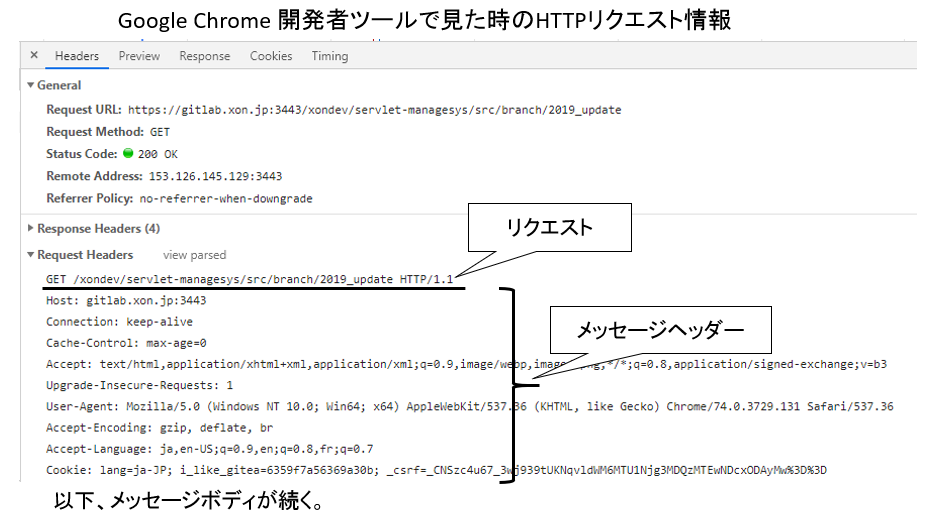 Google Chrome 開発者ツールで見た時のHTTPリクエスト情報
× Headers Preview Response Cookies Timing
▼ General
Request URL: https://gitlab.xon.jp:3443/xondev/servlet-managesys/src/branch/2019_update
Request Method: GET
Status Code: 200 OK
Remote Address: 153.126.145.129:3443
Referrer Policy: no-referrer-when-downgrade
リクエスト
▶ Response Headers (4)
▼ Request Headers view parsed
GET /xondev/servlet-managesys/src/branch/2019_update HTTP/1.1
Host: gitlab.xon.jp:3443
Connection: keep-alive
メッセージヘッダー
Cache-Control: max-age=0
Accept: text/html,application/xhtml+xml,application/xml;q=0.9,image/webp,image ,*/*;q=0.8,application/signed-exchange;v=b3
Upgrade-Insecure-Requests: 1
User-Agent: Mozilla/5.0 (Windows NT 10.0; Win64; x64) AppleWebKit/537.36 (KHTML, like Gecko) Chrome/74.0.3729.131 Safari/537.36
Accept-Encoding: gzip, deflate, br
Accept-Language: ja,en-US;q=0.9,en;q=0.8,fr;q=0.7
Cookie: lang=ja-JP; i_like_gitea=6359f7a56369a30b; _csrf=_CNSzc4u67_3wj939tUKNqvldWM6MTU1Njg3MDQzMTEwNDcxODAyMw%3D%3D
以下、メッセージボディが続く。